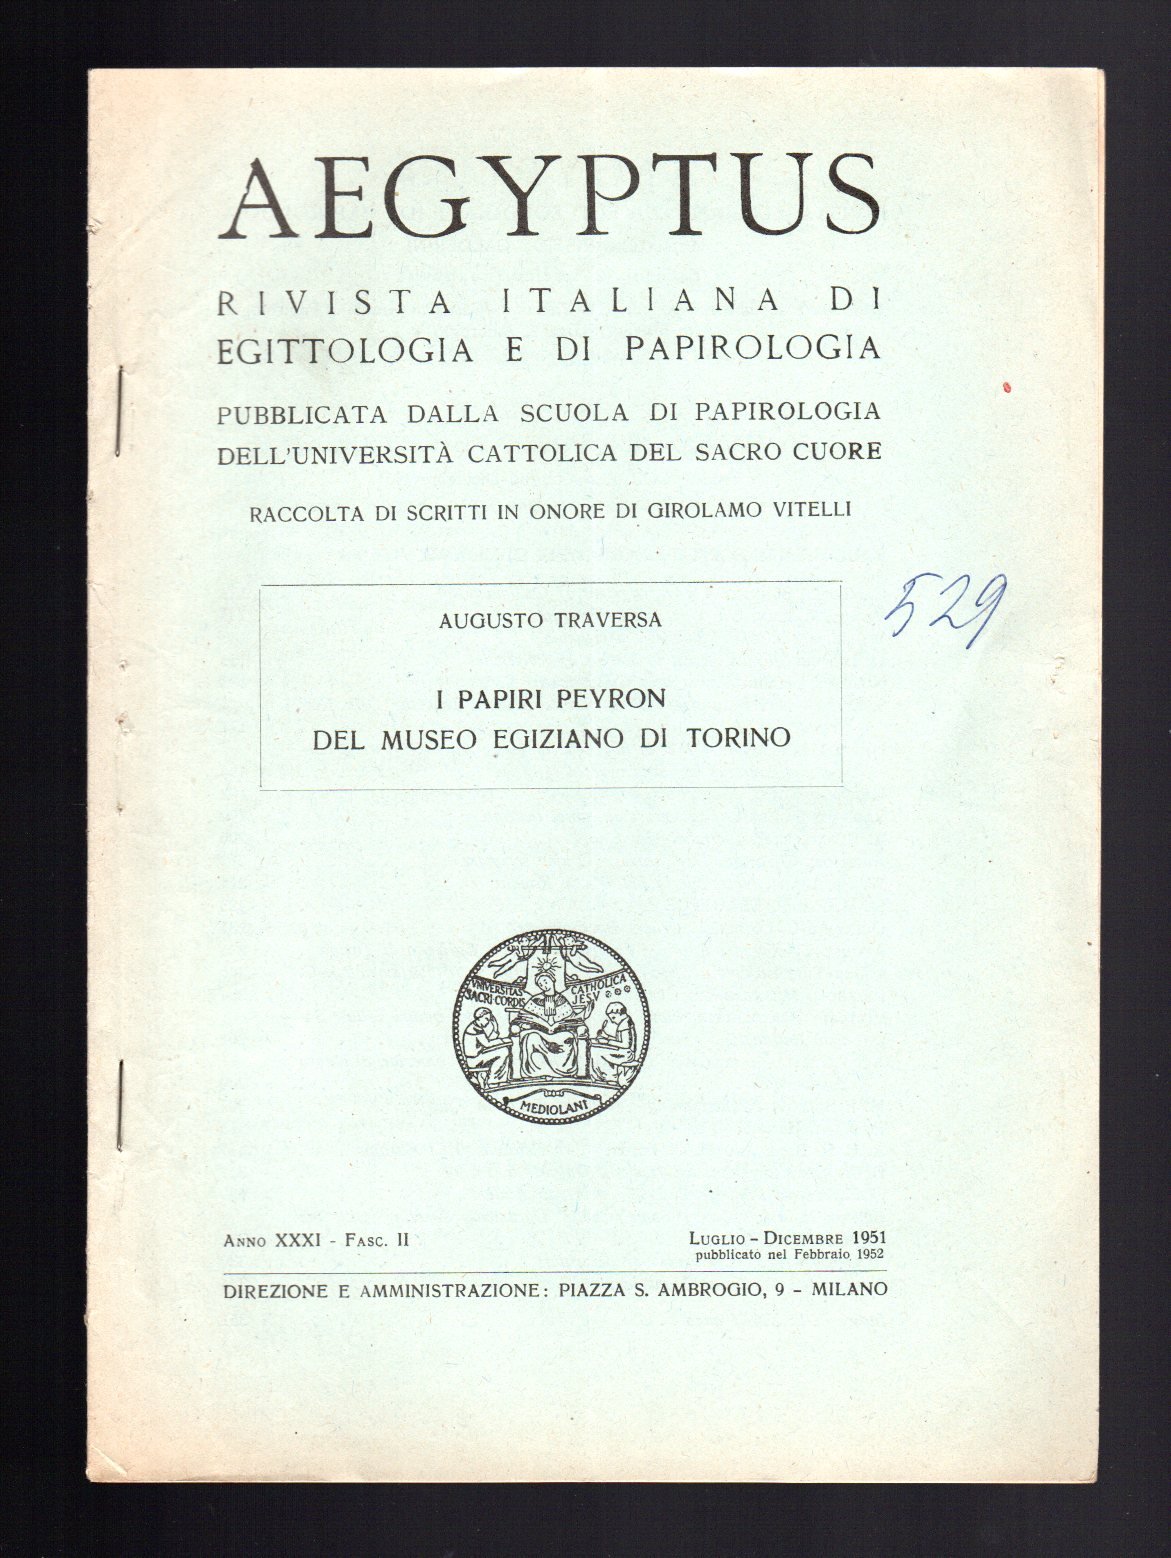 AEGYPTUS
RIVISTA ITALIANA DI
EGITTOLOGIA E DI PAPIROLOGIA
PUBBLICATA DALLA SCUOLA DI PAPIROLOGIA
DELL'UNIVERSITÀ CATTOLICA DEL SACRO CUORE
RACCOLTA DI SCRITTI IN ONORE DI GIROLAMO VITELLI
529
AUGUSTO TRAVERSA
I PAPIRI PEYRON
DEL MUSEO EGIZIANO DI TORINO
VNIVERSITAS CATHOLICA
SACRI·CORDIS JESV
MEDIOLANI
ANNO XXXI - FASC. II
LUGLIO - DICEMBRE 1951
pubblicato nel Febbraio 1952
DIREZIONE E AMMINISTRAZIONE: PIAZZA S. AMBROGIO, 9 - MILANO